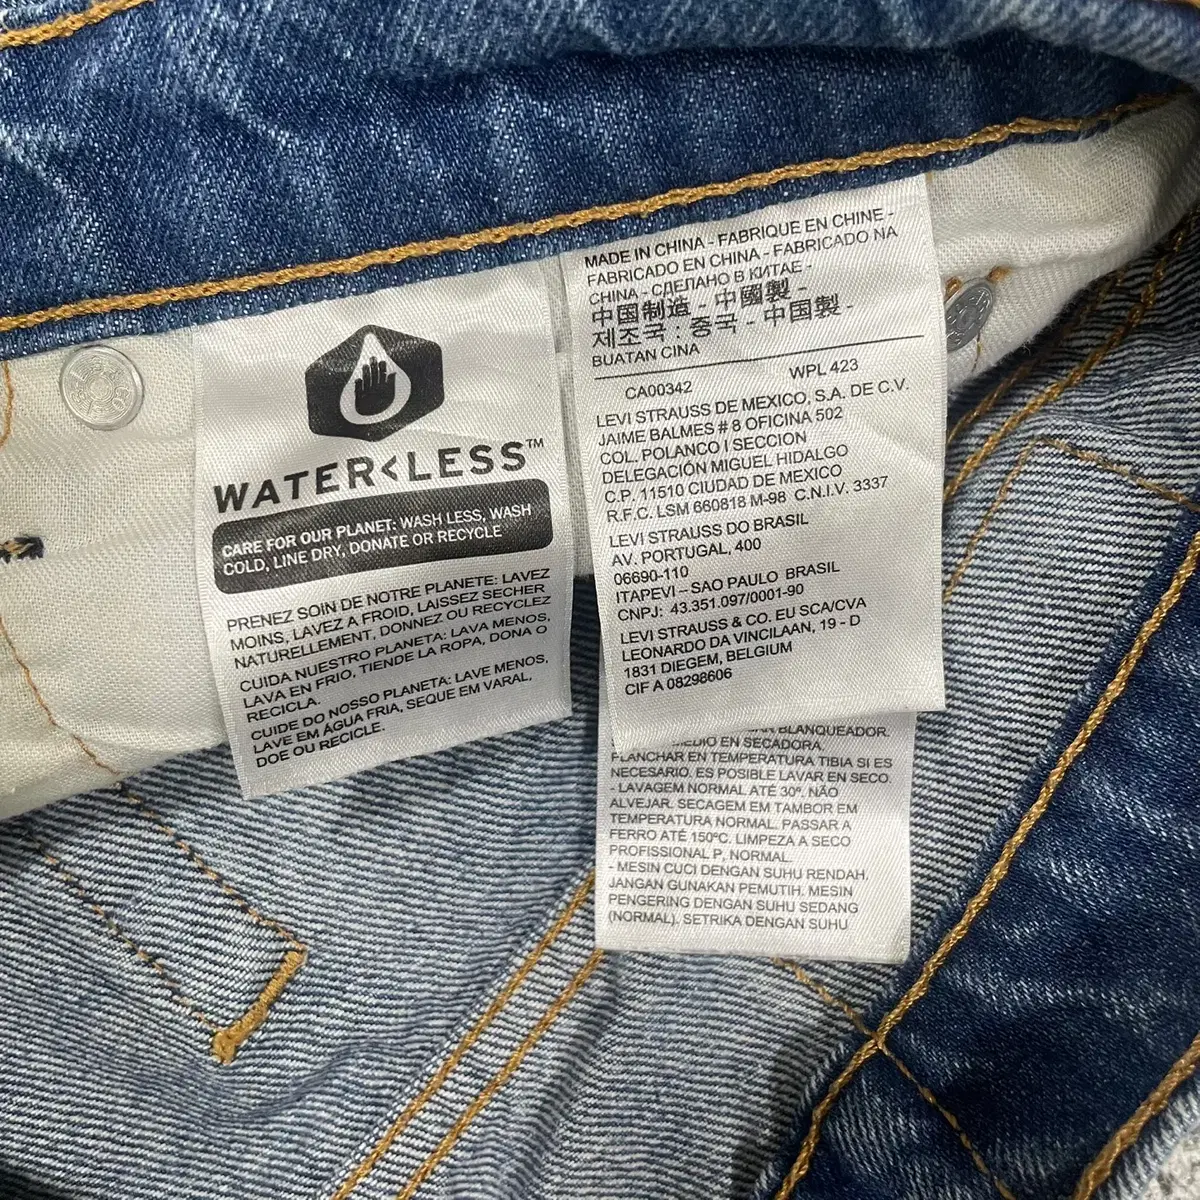 WATER<LESS™
CARE FOR OUR PLANET: WASH LESS, WASH
COLD, LINE DRY, DONATE OR RECYCLE
PRENEZ SOIN DE NOTRE PLANETE: LAVEZ
MOINS, LAVEZ A FROID, LAISSEZ SECHER
NATURELLEMENT, DONNEZ OU RECYCLEZ
CUIDA NUESTRO PLANETA: LAVA MENOS,
LAVA EN FRIO, TIENDE LA ROPA, DONA O
RECICLA.
CUIDE DO NOSSO PLANETA: LAVE MENOS,
LAVE EM ÁGUA FRIA, SEQUE EM VARAL,
DOE OU RECICLE.
MADE IN CHINA - FABRIQUE EN CHINE -
FABRICADO EN CHINA - FABRICADO NA
CHINA - СДЕЛАНО В КИТАЕ -
中国制造 - 中國製 -
제조국 : 중국 - 中国製 -
BUATAN CINA
CA00342 WPL 423
LEVI STRAUSS DE MEXICO, S.A. DE C.V.
JAIME BALMES # 8 OFICINA 502
COL. POLANCO I SECCION
DELEGACIÓN MIGUEL HIDALGO
C.P. 11510 CIUDAD DE MEXICO
R.F.C. LSM 660818 M-98 C.N.I.V. 3337
LEVI STRAUSS DO BRASIL
AV. PORTUGAL, 400
06690-110
ITAPEVI – SAO PAULO BRASIL
CNPJ: 43.351.097/0001-90
LEVI STRAUSS & CO. EU SCA/CVA
LEONARDO DA VINCILAAN, 19 - D
1831 DIEGEM, BELGIUM
CIF A 08298606
BLANQUEADOR.
EN SECADORA.
PLANCHAR EN TEMPERATURA TIBIA SI ES
NECESARIO. ES POSIBLE LAVAR EN SECO.
- LAVAGEM NORMAL ATÉ 30º. NÃO
ALVEJAR. SECAGEM EM TAMBOR EM
TEMPERATURA NORMAL. PASSAR A
FERRO ATÉ 150ºC. LIMPEZA A SECO
PROFISSIONAL P, NORMAL.
- MESIN CUCI DENGAN SUHU RENDAH.
JANGAN GUNAKAN PEMUTIH. MESIN
PENGERING DENGAN SUHU SEDANG
(NORMAL). SETRIKA DENGAN SUHU